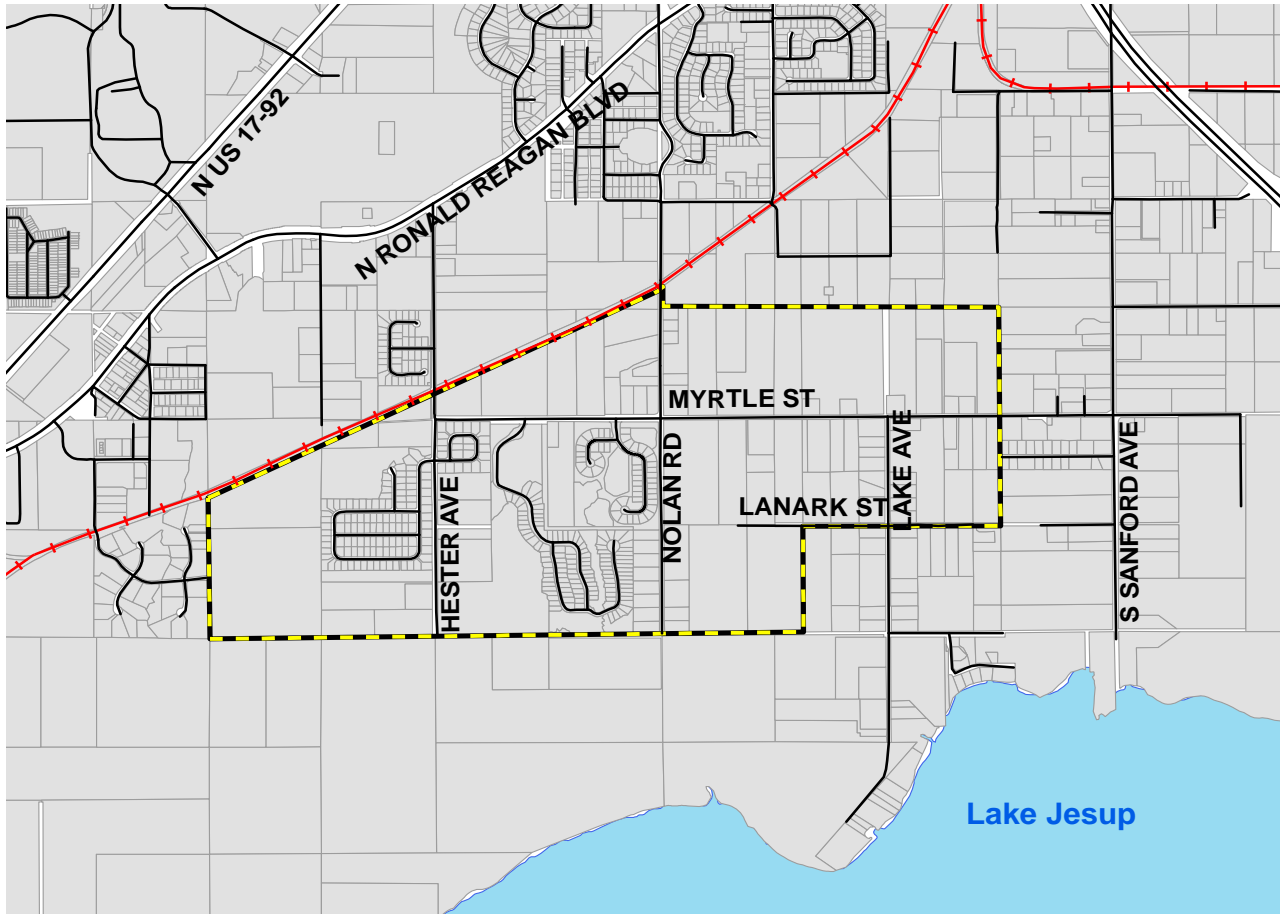 N US 17-92
N RONALD REAGAN BLVD
MYRTLE ST
LAKE AVE
NOLAN RD
LANARK ST
HESTER AVE
S SANFORD AVE
Lake Jesup